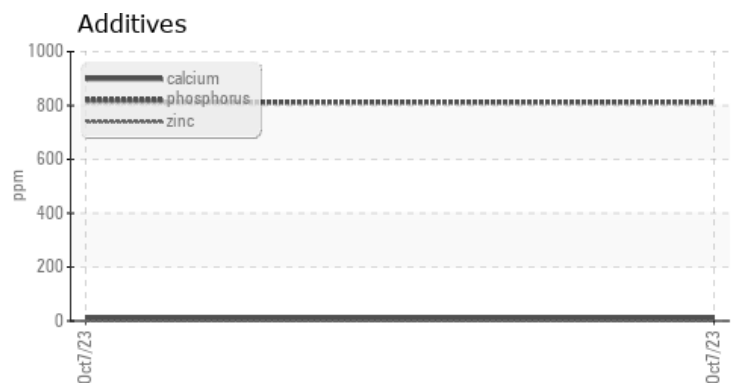 Additives
1000
calcium
800
phosphorus
zinc
600
ppm
400
200
0
Oct7/23
Oct7/23